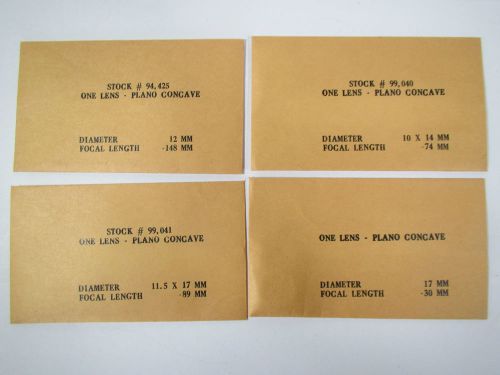 STOCK # 94,425
ONE LENS - PLANO CONCAVE
DIAMETER 12 MM
FOCAL LENGTH -148 MM
STOCK # 99,040
ONE LENS - PLANO CONCAVE
DIAMETER 10 X 14 MM
FOCAL LENGTH -74 MM
STOCK # 99,041
ONE LENS - PLANO CONCAVE
DIAMETER 11.5 X 17 MM
FOCAL LENGTH -89 MM
ONE LENS - PLANO CONCAVE
DIAMETER 17 MM
FOCAL LENGTH -30 MM